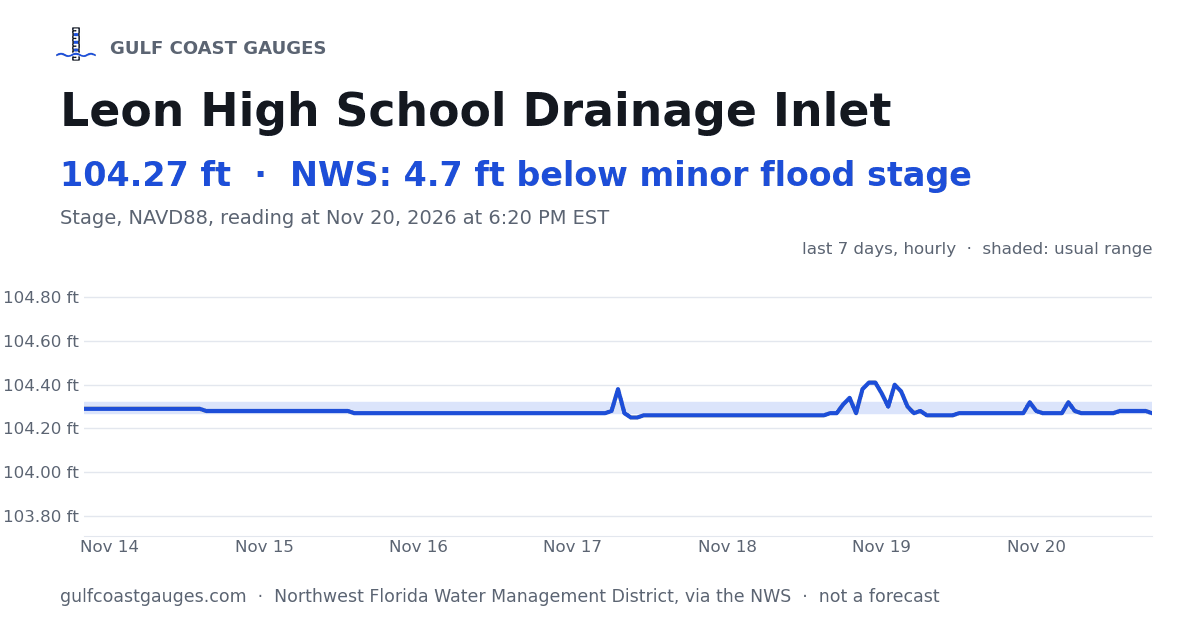 GULF COAST GAUGES
Leon High School Drainage Inlet
104.27 ft · NWS: 4.7 ft below minor flood stage
Stage, NAVD88, reading at Nov 20, 2026 at 6:20 PM EST
last 7 days, hourly · shaded: usual range
104.80 ft
104.60 ft
104.40 ft
104.20 ft
104.00 ft
103.80 ft
Nov 14 Nov 15 Nov 16 Nov 17 Nov 18 Nov 19 Nov 20
gulfcoastgauges.com · Northwest Florida Water Management District, via the NWS · not a forecast